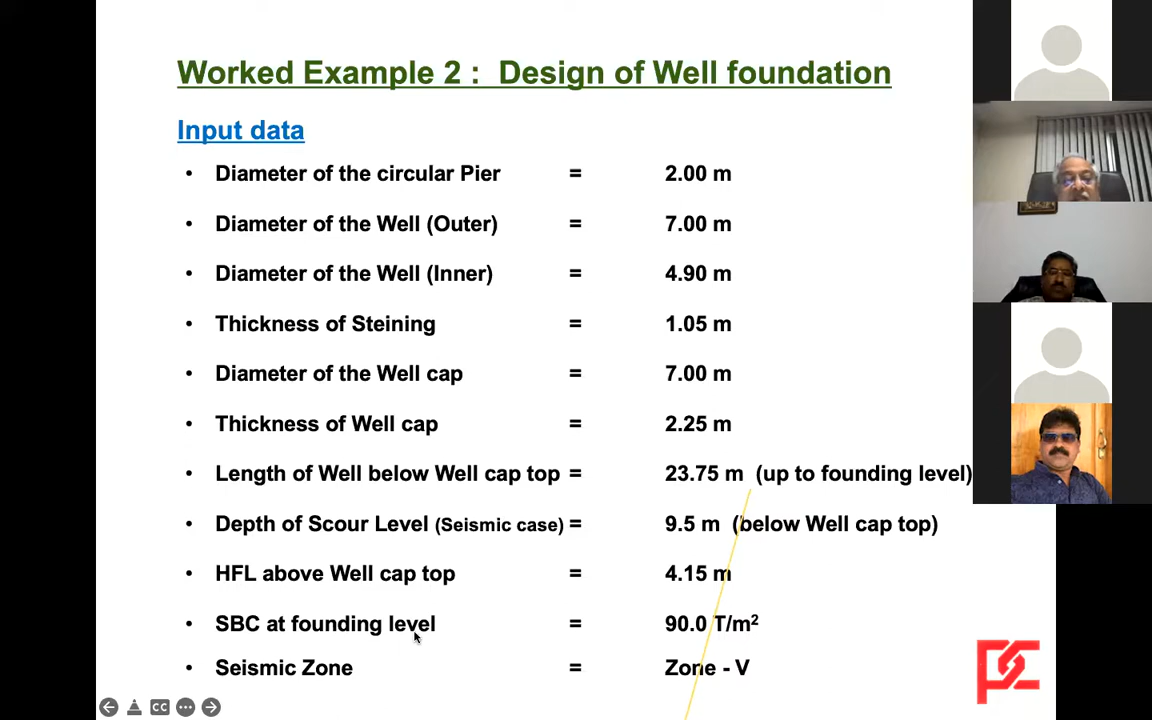 Worked Example 2 : Design of Well foundation
Input data
• Diameter of the circular Pier = 2.00 m
• Diameter of the Well (Outer) = 7.00 m
• Diameter of the Well (Inner) = 4.90 m
• Thickness of Steining = 1.05 m
• Diameter of the Well cap = 7.00 m
• Thickness of Well cap = 2.25 m
• Length of Well below Well cap top = 23.75 m (up to founding level)
• Depth of Scour Level (Seismic case) = 9.5 m (below Well cap top)
• HFL above Well cap top = 4.15 m
• SBC at founding level = 90.0 T/m²
• Seismic Zone = Zone - V
CC